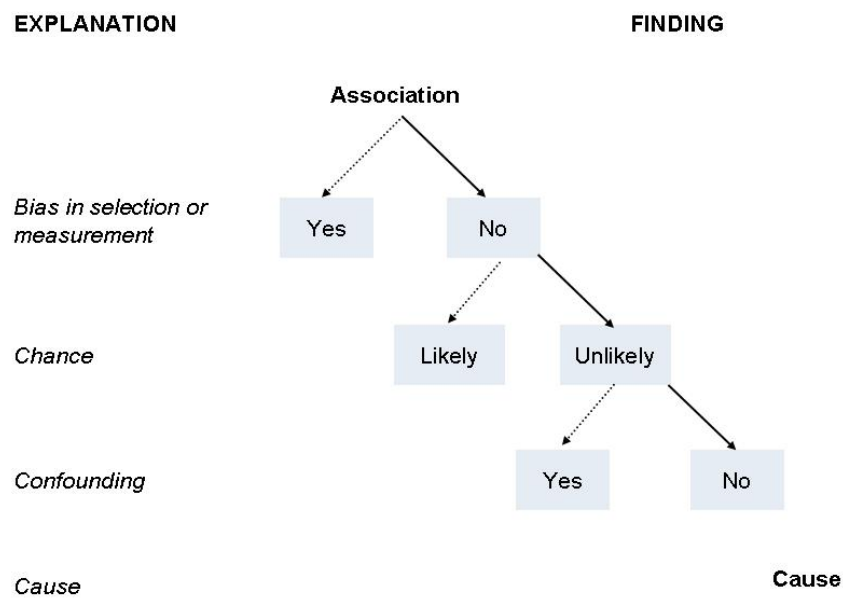 EXPLANATION FINDING
Association
Bias in selection or
measurement
Yes No
Chance Likely Unlikely
Confounding Yes No
Cause Cause